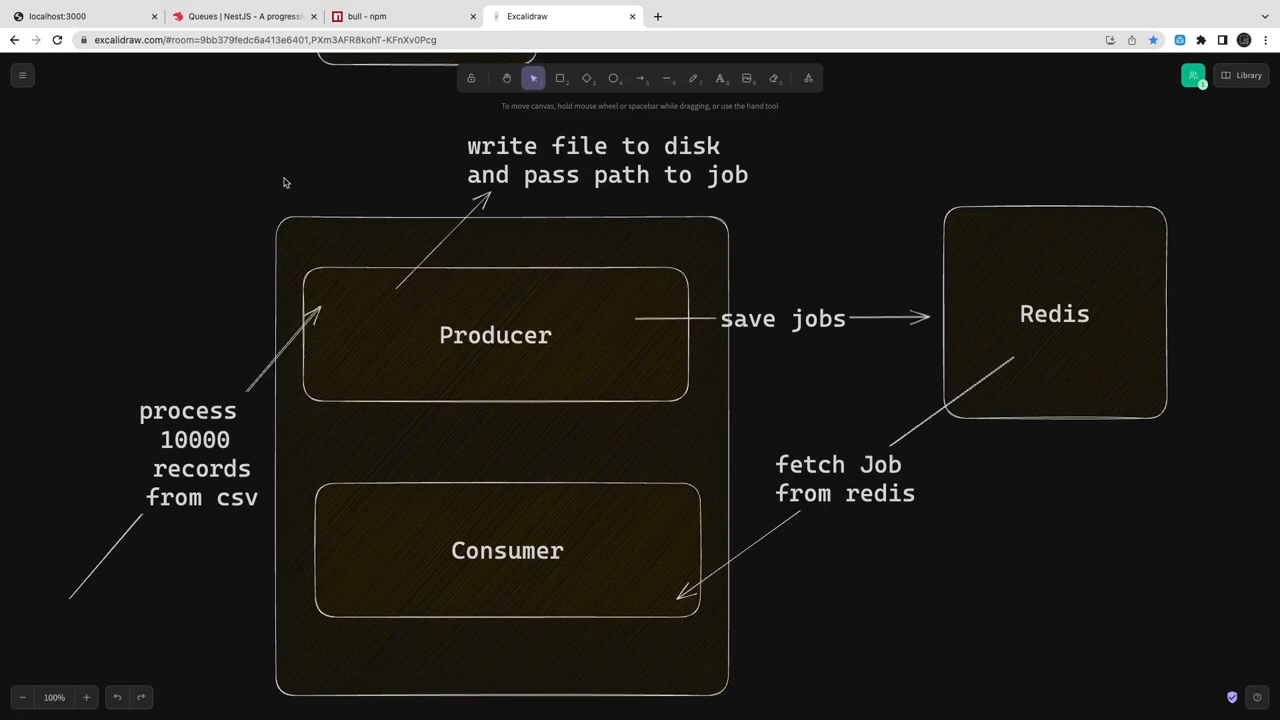 localhost:3000
Queues | NestJS - A progressi
bull - npm
Excalidraw
excalidraw.com/#room=9bb379fedc6a413e6401,PXm3AFR8kohT-KFnXv0Pcg
Library
To move canvas, hold mouse wheel or spacebar while dragging, or use the hand tool
write file to disk
and pass path to job
Producer
save jobs
Redis
process
10000
records
from csv
fetch Job
from redis
Consumer
100%